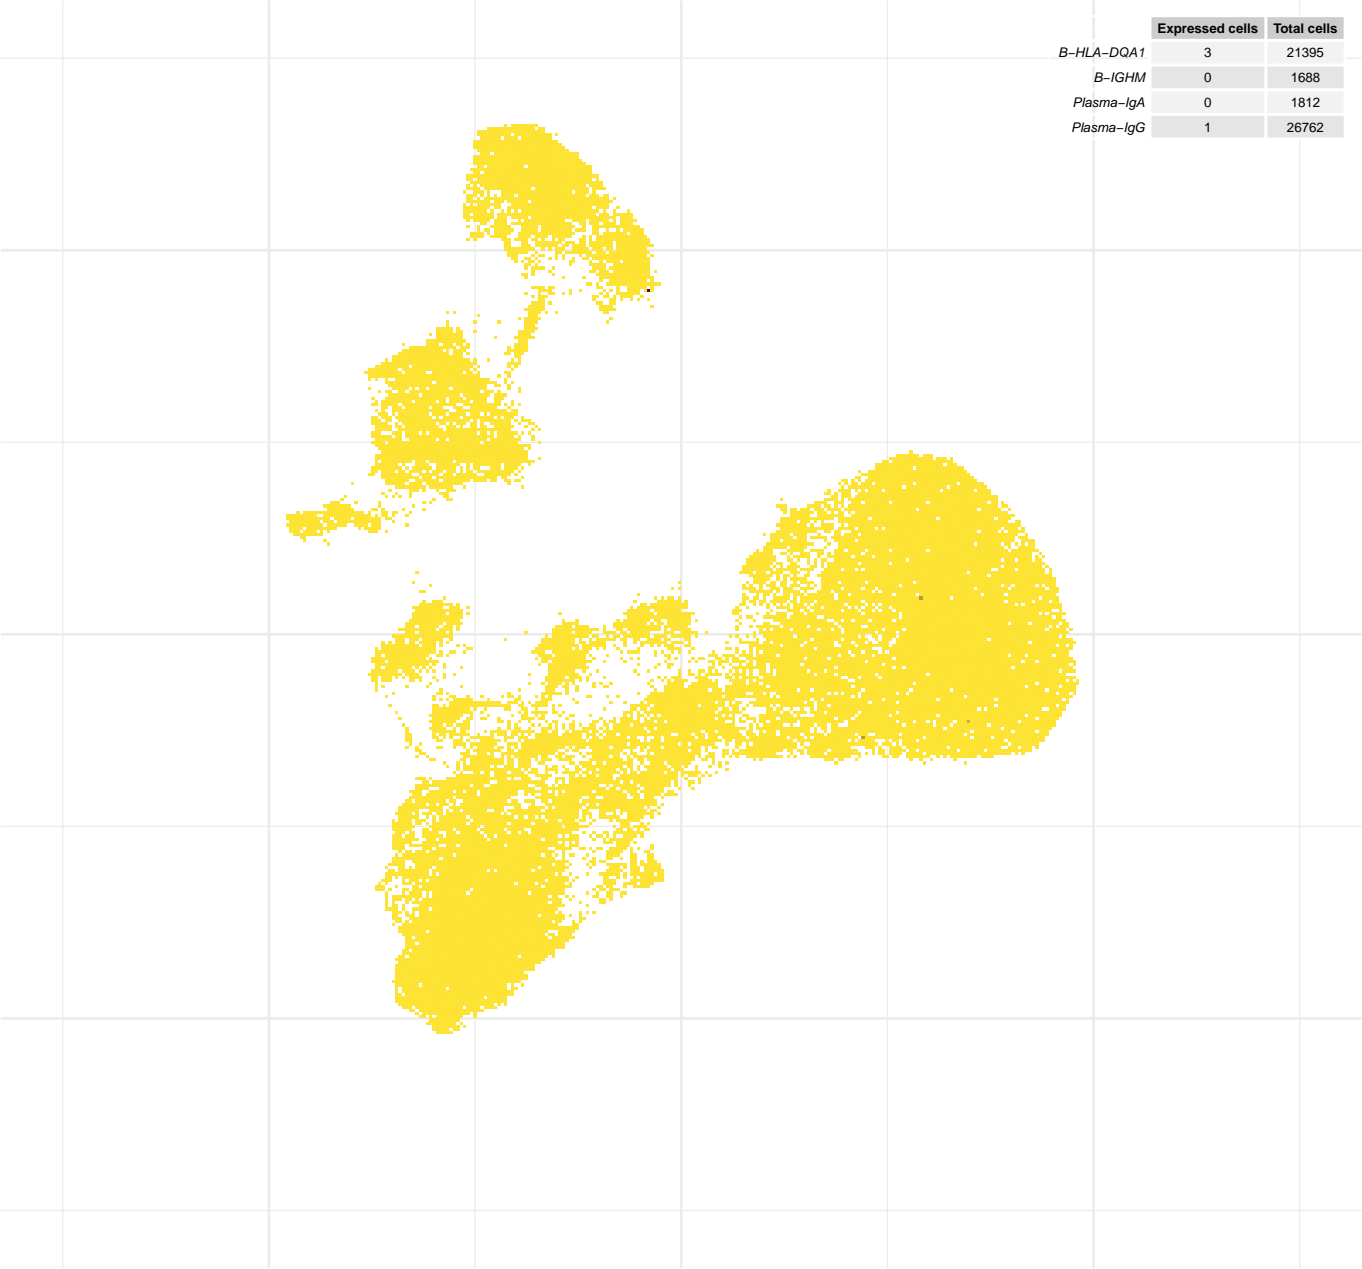 Expressed cells Total cells
B−HLA−DQA1 3 21395
B−IGHM 0 1688
Plasma−IgA 0 1812
Plasma−IgG 1 26762